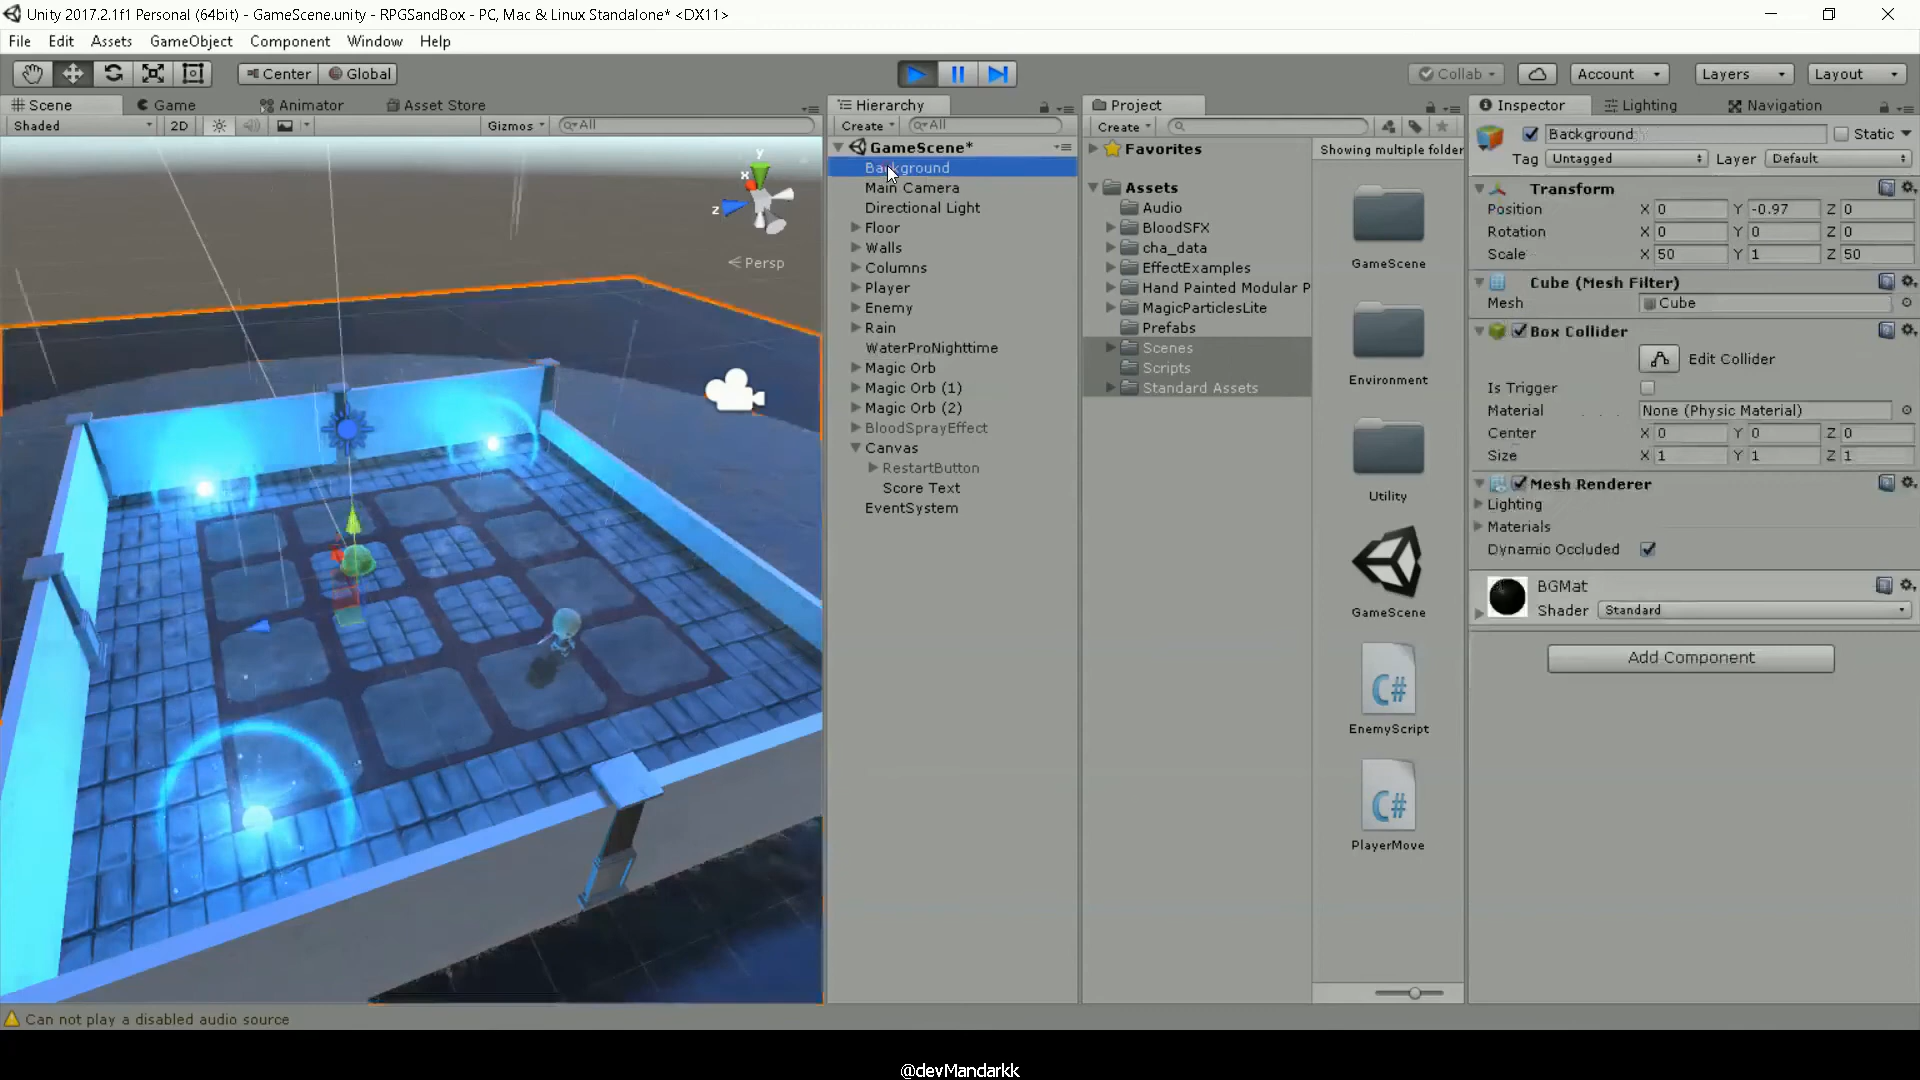 Unity 2017.2.1f1 Personal (64bit) - GameScene.unity - RPGSandBox - PC, Mac & Linux Standalone* <DX11>
File Edit Assets GameObject Component Window Help
Center Global Collab Account Layers Layout
Scene Game Animator Asset Store
Shaded 2D Gizmos All
y
x
z
Persp
Hierarchy
Create All
GameScene*
Background
Main Camera
Directional Light
Floor
Walls
Columns
Player
Enemy
Rain
WaterProNighttime
Magic Orb
Magic Orb (1)
Magic Orb (2)
BloodSprayEffect
Canvas
RestartButton
Score Text
EventSystem
Project
Create
Favorites
Assets
Audio
BloodSFX
cha_data
EffectExamples
Hand Painted Modular P
MagicParticlesLite
Prefabs
Scenes
Scripts
Standard Assets
Showing multiple folder
GameScene
Environment
Utility
GameScene
C#
EnemyScript
C#
PlayerMove
Inspector Lighting Navigation
Background Static
Tag Untagged Layer Default
Transform
Position X 0 Y -0.97 Z 0
Rotation X 0 Y 0 Z 0
Scale X 50 Y 1 Z 50
Cube (Mesh Filter)
Mesh Cube
Box Collider
Edit Collider
Is Trigger
Material None (Physic Material)
Center X 0 Y 0 Z 0
Size X 1 Y 1 Z 1
Mesh Renderer
Lighting
Materials
Dynamic Occluded
BGMat
Shader Standard
Add Component
Can not play a disabled audio source
@devMandarkk